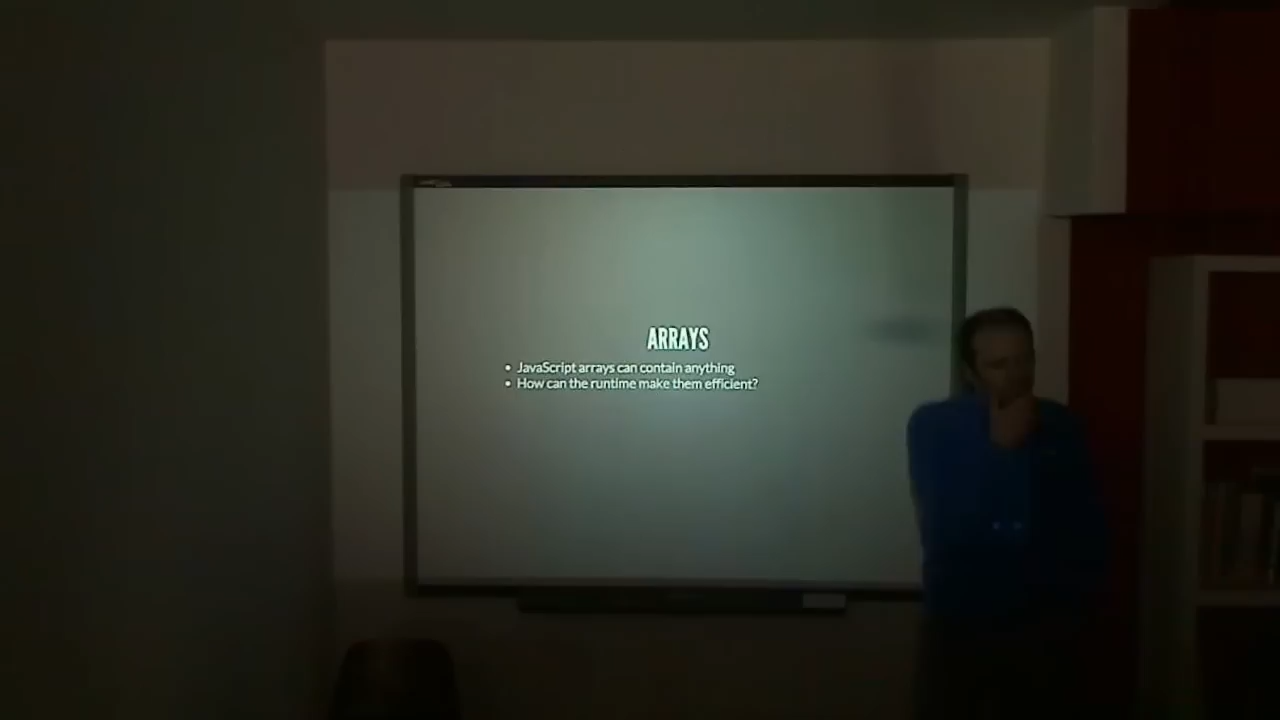 ARRAYS
• JavaScript arrays can contain anything
• How can the runtime make them efficient?